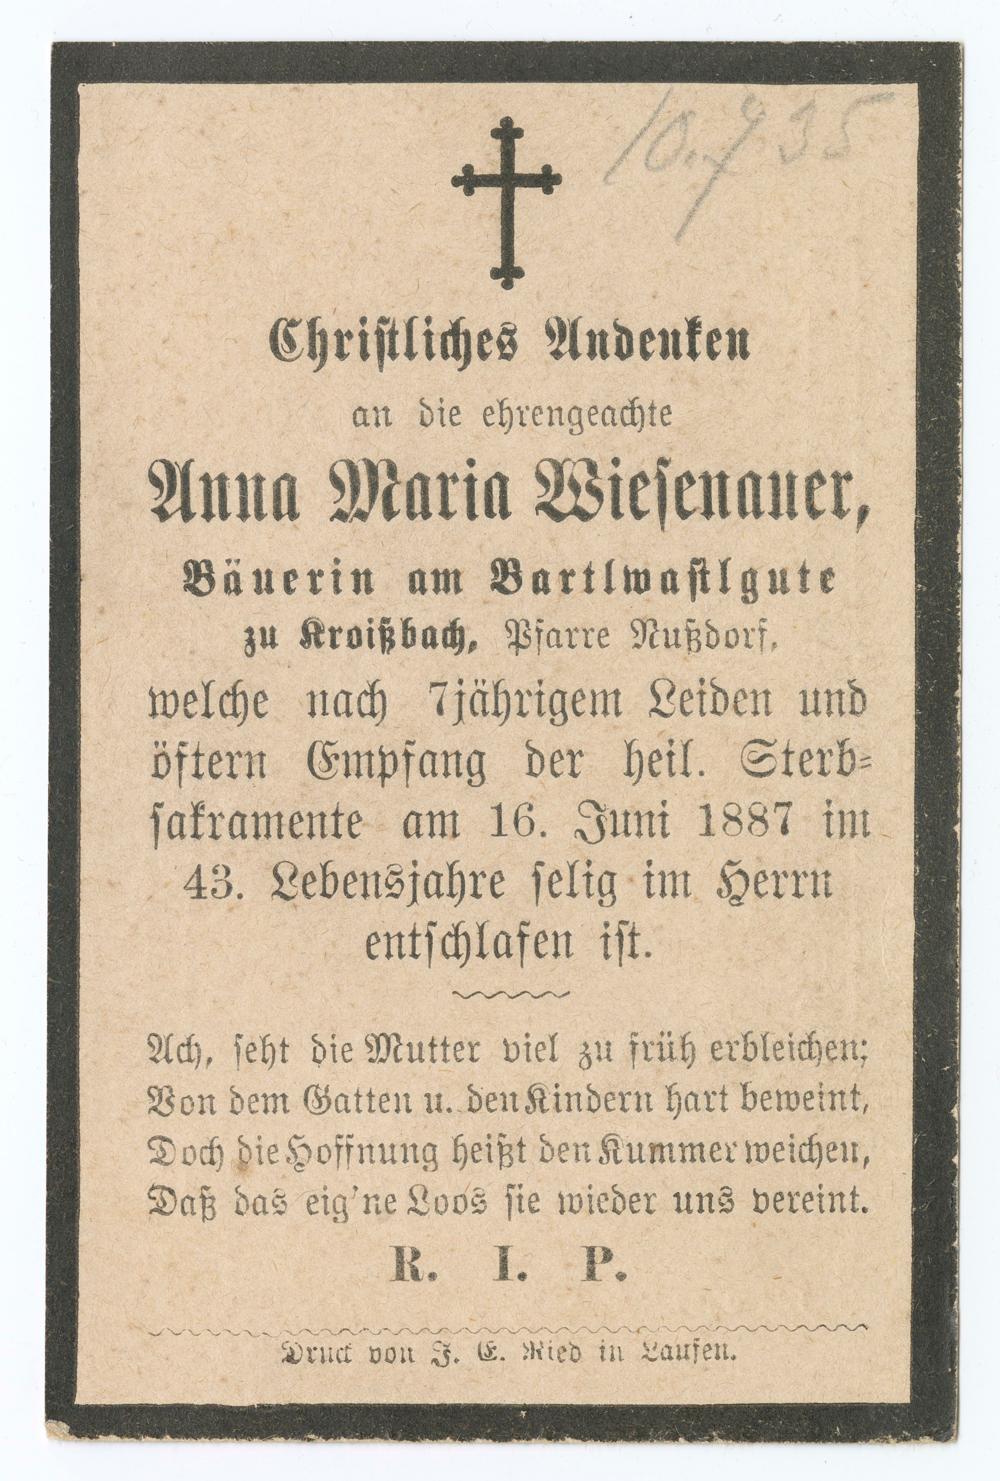 10.7 35
Christliches Andenken
an die ehrengeachte
Anna Maria Wiesenauer,
Bäuerin am Bartlwastlgute
zu Kroißbach, Pfarre Nußdorf,
welche nach 7jährigem Leiden und
öftern Empfang der heil. Sterb-
sakramente am 16. Juni 1887 im
43. Lebensjahre selig im Herrn
entschlafen ist.
Ach, seht die Mutter viel zu früh erbleichen;
Von dem Gatten u. den Kindern hart beweint,
Doch die Hoffnung heißt den Kummer weichen,
Daß das eig'ne Loos sie wieder uns vereint.
R. I. P.
Druck von J. E. Ried in Laufen.